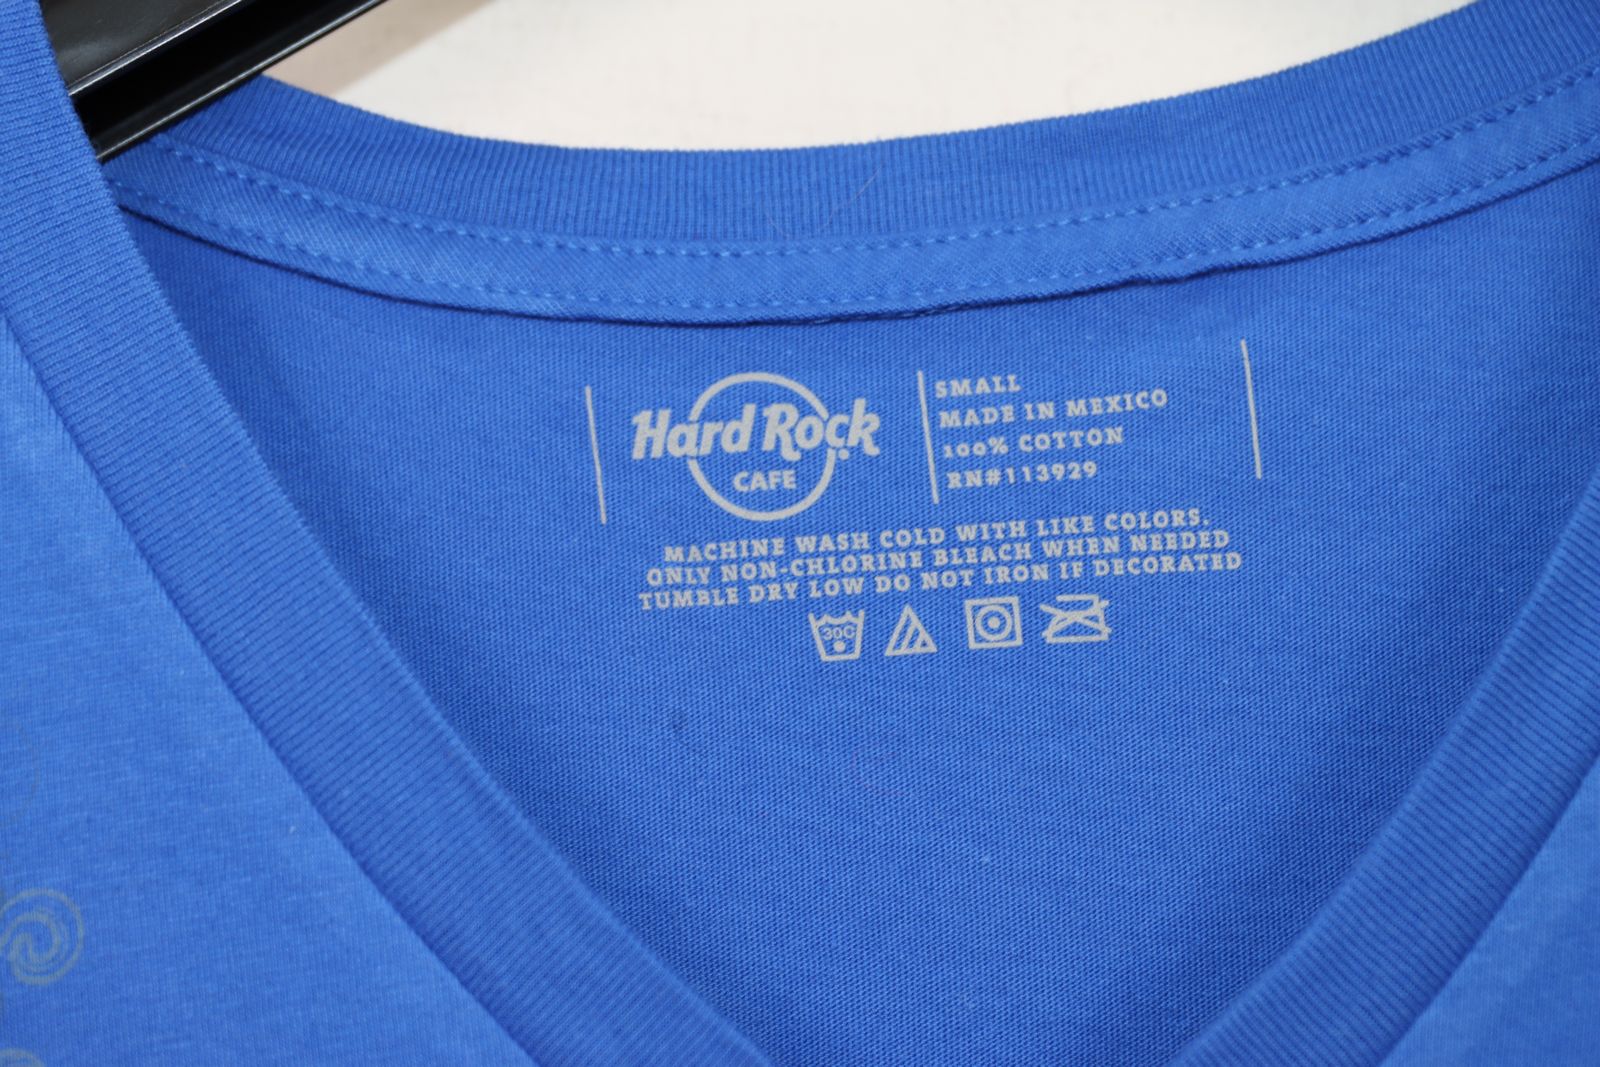 Hard Rock
CAFE
SMALL
MADE IN MEXICO
100% COTTON
RN#113929
MACHINE WASH COLD WITH LIKE COLORS.
ONLY NON-CHLORINE BLEACH WHEN NEEDED
TUMBLE DRY LOW DO NOT IRON IF DECORATED
30C